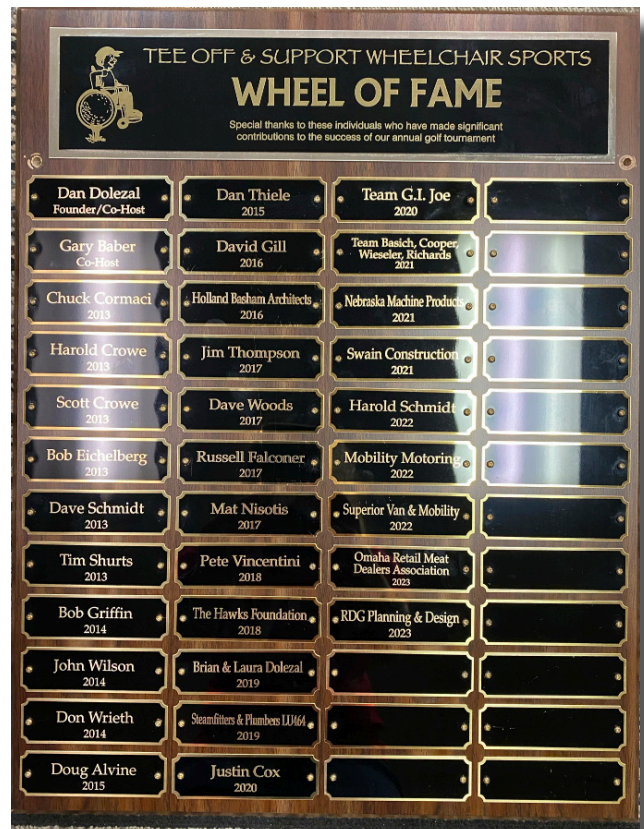 TEE OFF & SUPPORT WHEELCHAIR SPORTS
WHEEL OF FAME
Special thanks to these individuals who have made significant
contributions to the success of our annual golf tournament
Dan Dolezal
Founder/Co-Host
Gary Baber
Co-Host
Chuck Cormaci
2013
Harold Crowe
2013
Scott Crowe
2013
Bob Eichelberg
2013
Dave Schmidt
2013
Tim Shurts
2013
Bob Griffin
2014
John Wilson
2014
Don Wrieth
2014
Doug Alvine
2015
Dan Thiele
2015
David Gill
2016
Holland Basham Architects
2016
Jim Thompson
2017
Dave Woods
2017
Russell Falconer
2017
Mat Nisotis
2017
Pete Vincentini
2018
The Hawks Foundation
2018
Brian & Laura Dolezal
2019
Steamfitters & Plumbers LU464
2019
Justin Cox
2020
Team G.I. Joe
2020
Team Basich, Cooper,
Wieseler, Richards
2021
Nebraska Machine Products
2021
Swain Construction
2021
Harold Schmidt
2022
Mobility Motoring
2022
Superior Van & Mobility
2022
Omaha Retail Meat
Dealers Association
2023
RDG Planning & Design
2023